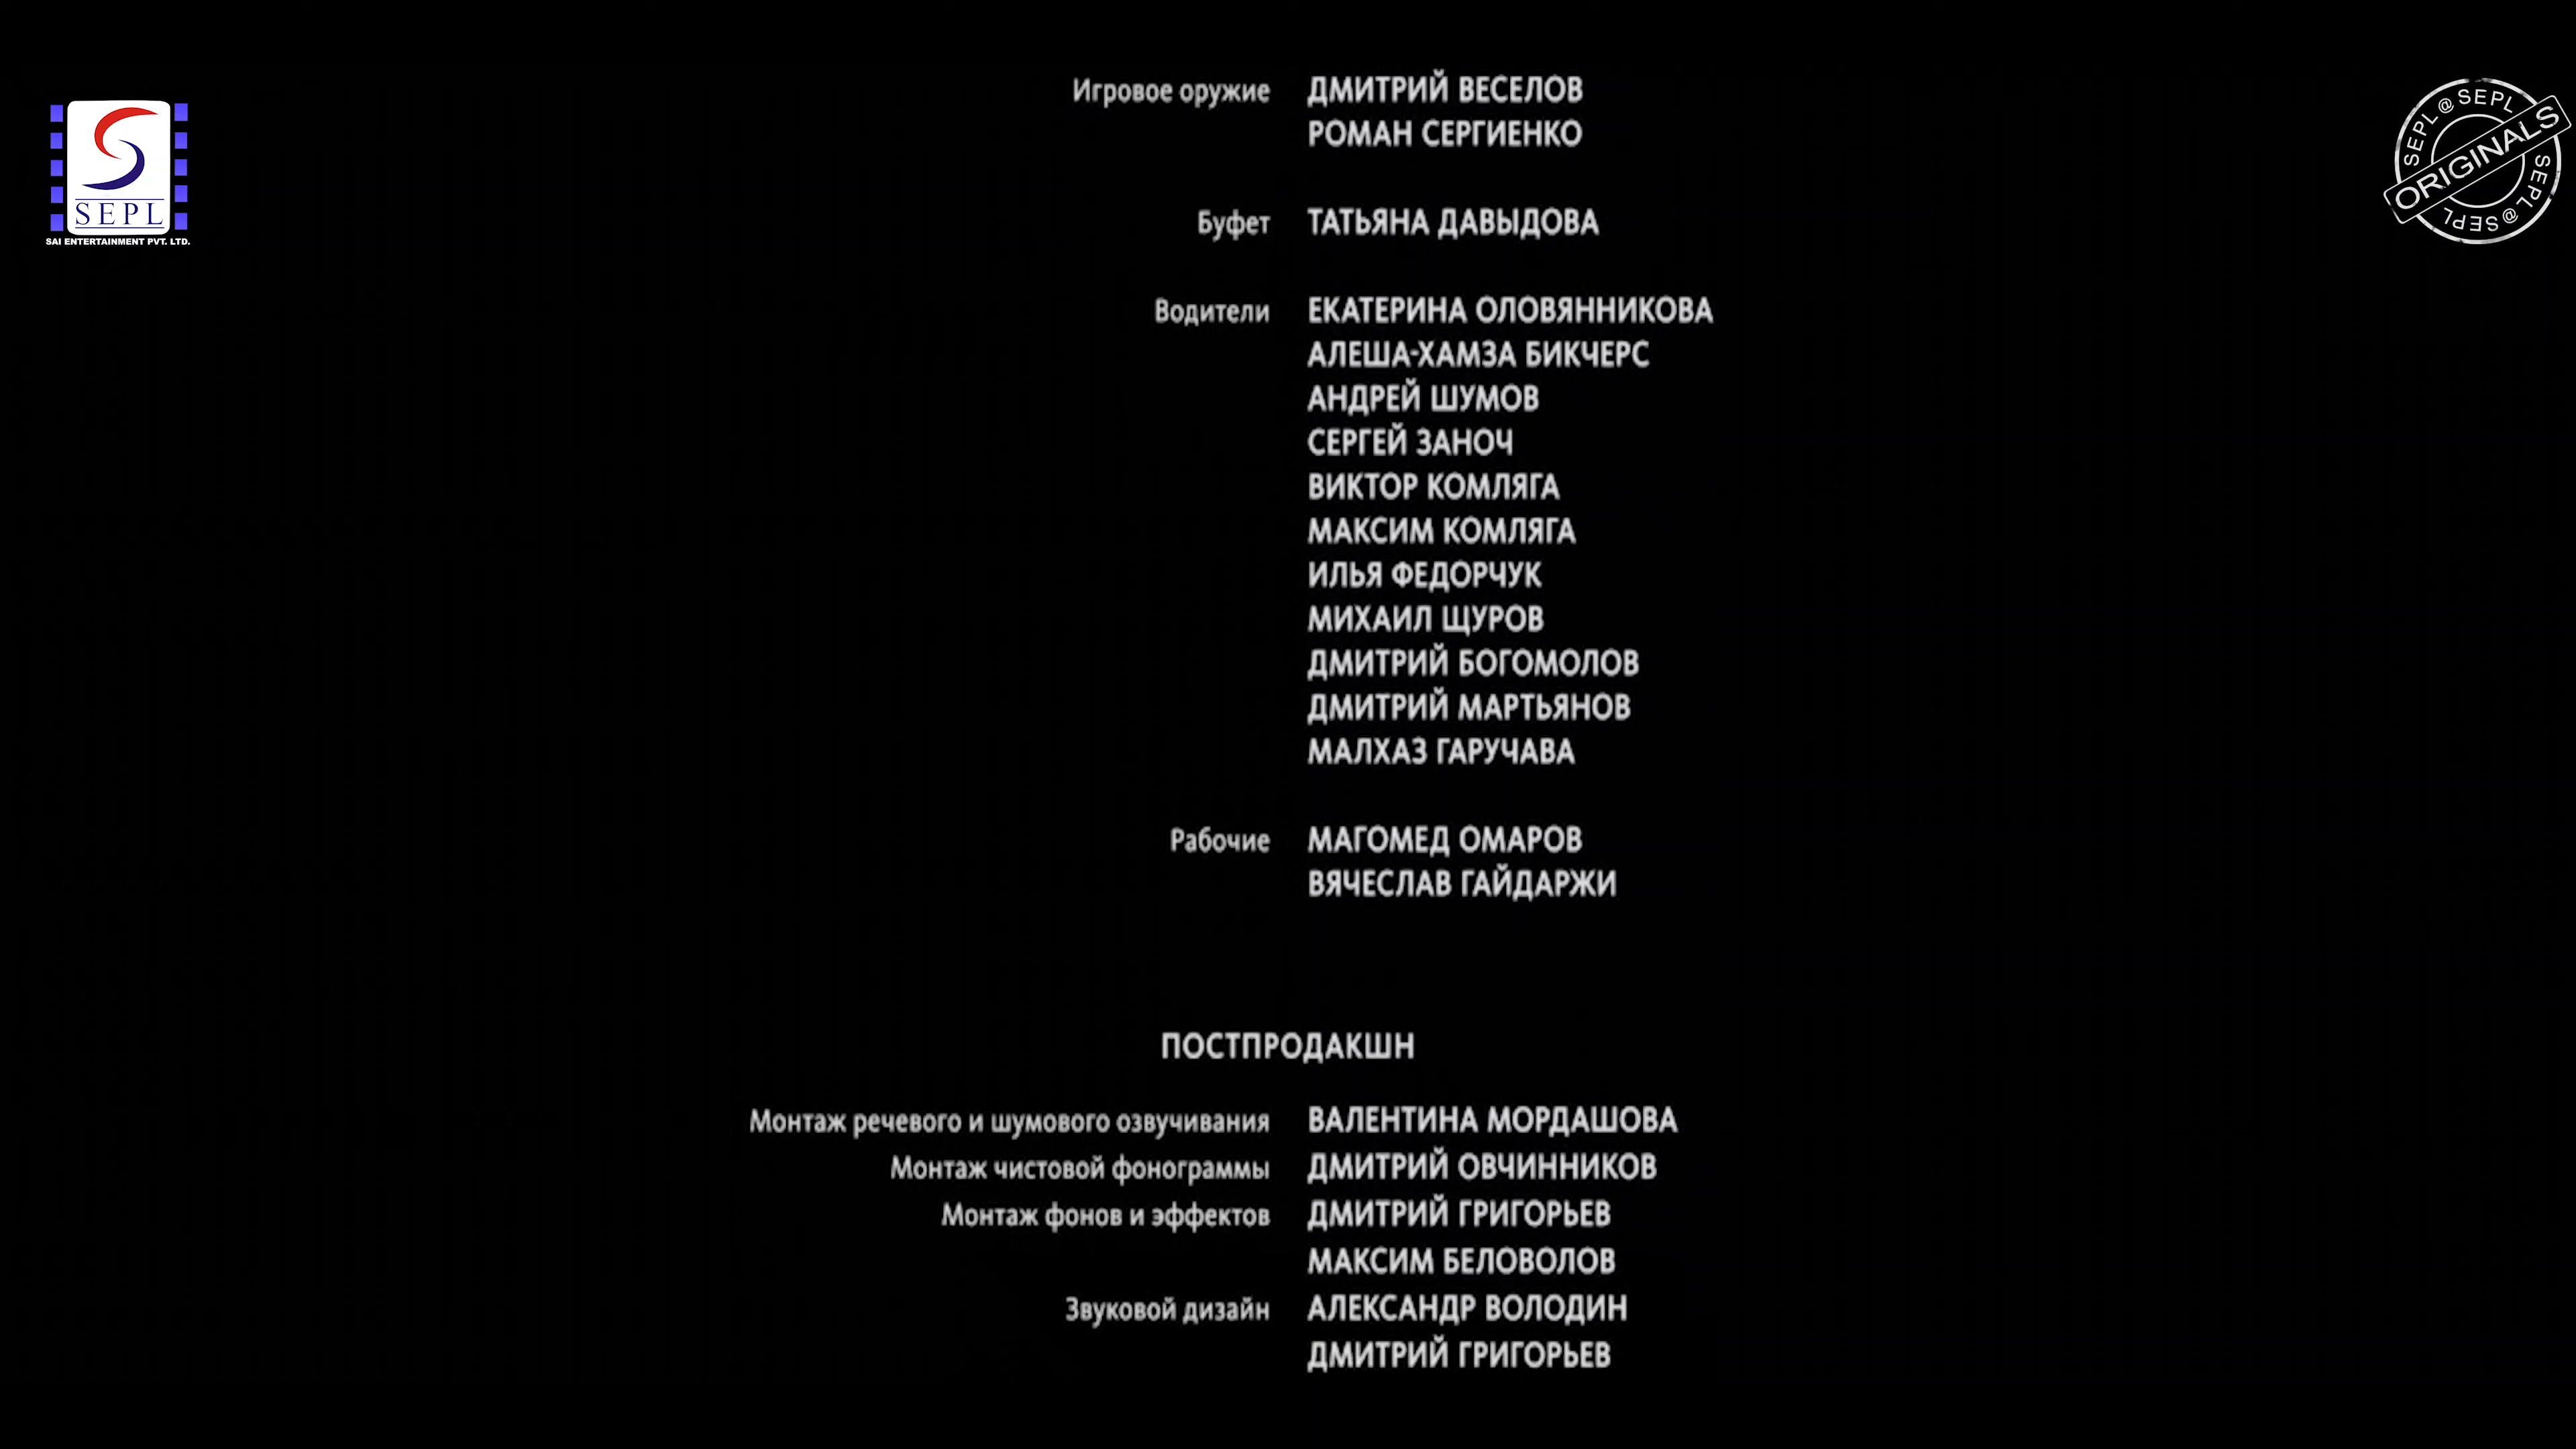 Игровое оружие ДМИТРИЙ ВЕСЕЛОВ
РОМАН СЕРГИЕНКО
SEPL
SAI ENTERTAINMENT PVT. LTD.
SEPL@SEPL
ORIGINALS
SEPL@SEPL
Буфет ТАТЬЯНА ДАВЫДОВА
Водители ЕКАТЕРИНА ОЛОВЯННИКОВА
АЛЕША-ХАМЗА БИКЧЕРС
АНДРЕЙ ШУМОВ
СЕРГЕЙ ЗАНОЧ
ВИКТОР КОМЛЯГА
МАКСИМ КОМЛЯГА
ИЛЬЯ ФЕДОРЧУК
МИХАИЛ ЩУРОВ
ДМИТРИЙ БОГОМОЛОВ
ДМИТРИЙ МАРТЬЯНОВ
МАЛХАЗ ГАРУЧАВА
Рабочие МАГОМЕД ОМАРОВ
ВЯЧЕСЛАВ ГАЙДАРЖИ
ПОСТПРОДАКШН
Монтаж речевого и шумового озвучивания ВАЛЕНТИНА МОРДАШОВА
Монтаж чистовой фонограммы ДМИТРИЙ ОВЧИННИКОВ
Монтаж фонов и эффектов ДМИТРИЙ ГРИГОРЬЕВ
МАКСИМ БЕЛОВОЛОВ
Звуковой дизайн АЛЕКСАНДР ВОЛОДИН
ДМИТРИЙ ГРИГОРЬЕВ